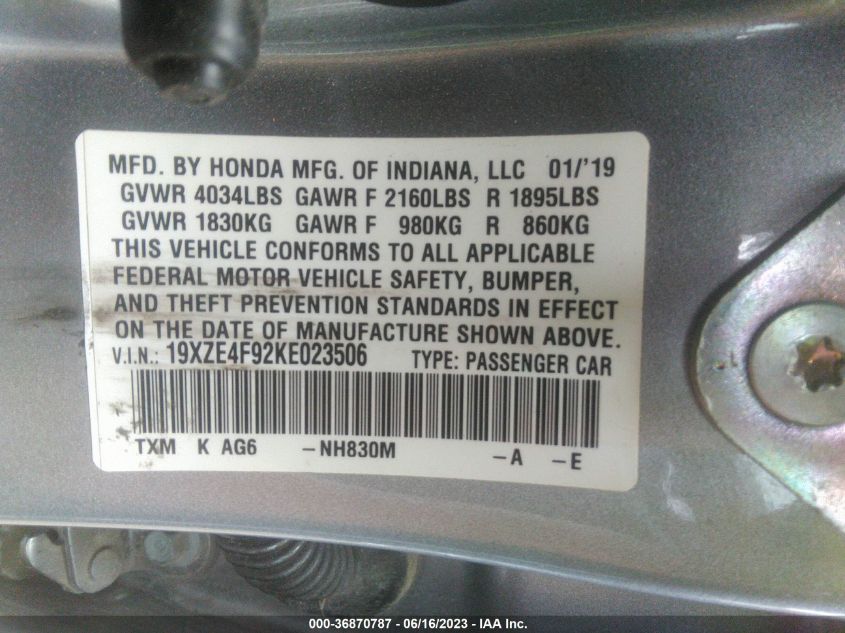 MFD. BY HONDA MFG. OF INDIANA, LLC 01/'19
GVWR 4034LBS GAWR F 2160LBS R 1895LBS
GVWR 1830KG GAWR F 980KG R 860KG
THIS VEHICLE CONFORMS TO ALL APPLICABLE
FEDERAL MOTOR VEHICLE SAFETY, BUMPER,
AND THEFT PREVENTION STANDARDS IN EFFECT
ON THE DATE OF MANUFACTURE SHOWN ABOVE.
V.I.N.: 19XZE4F92KE023506 TYPE: PASSENGER CAR
TXM K AG6 -NH830M -A -E
000-36870787 - 06/16/2023 - IAA Inc.